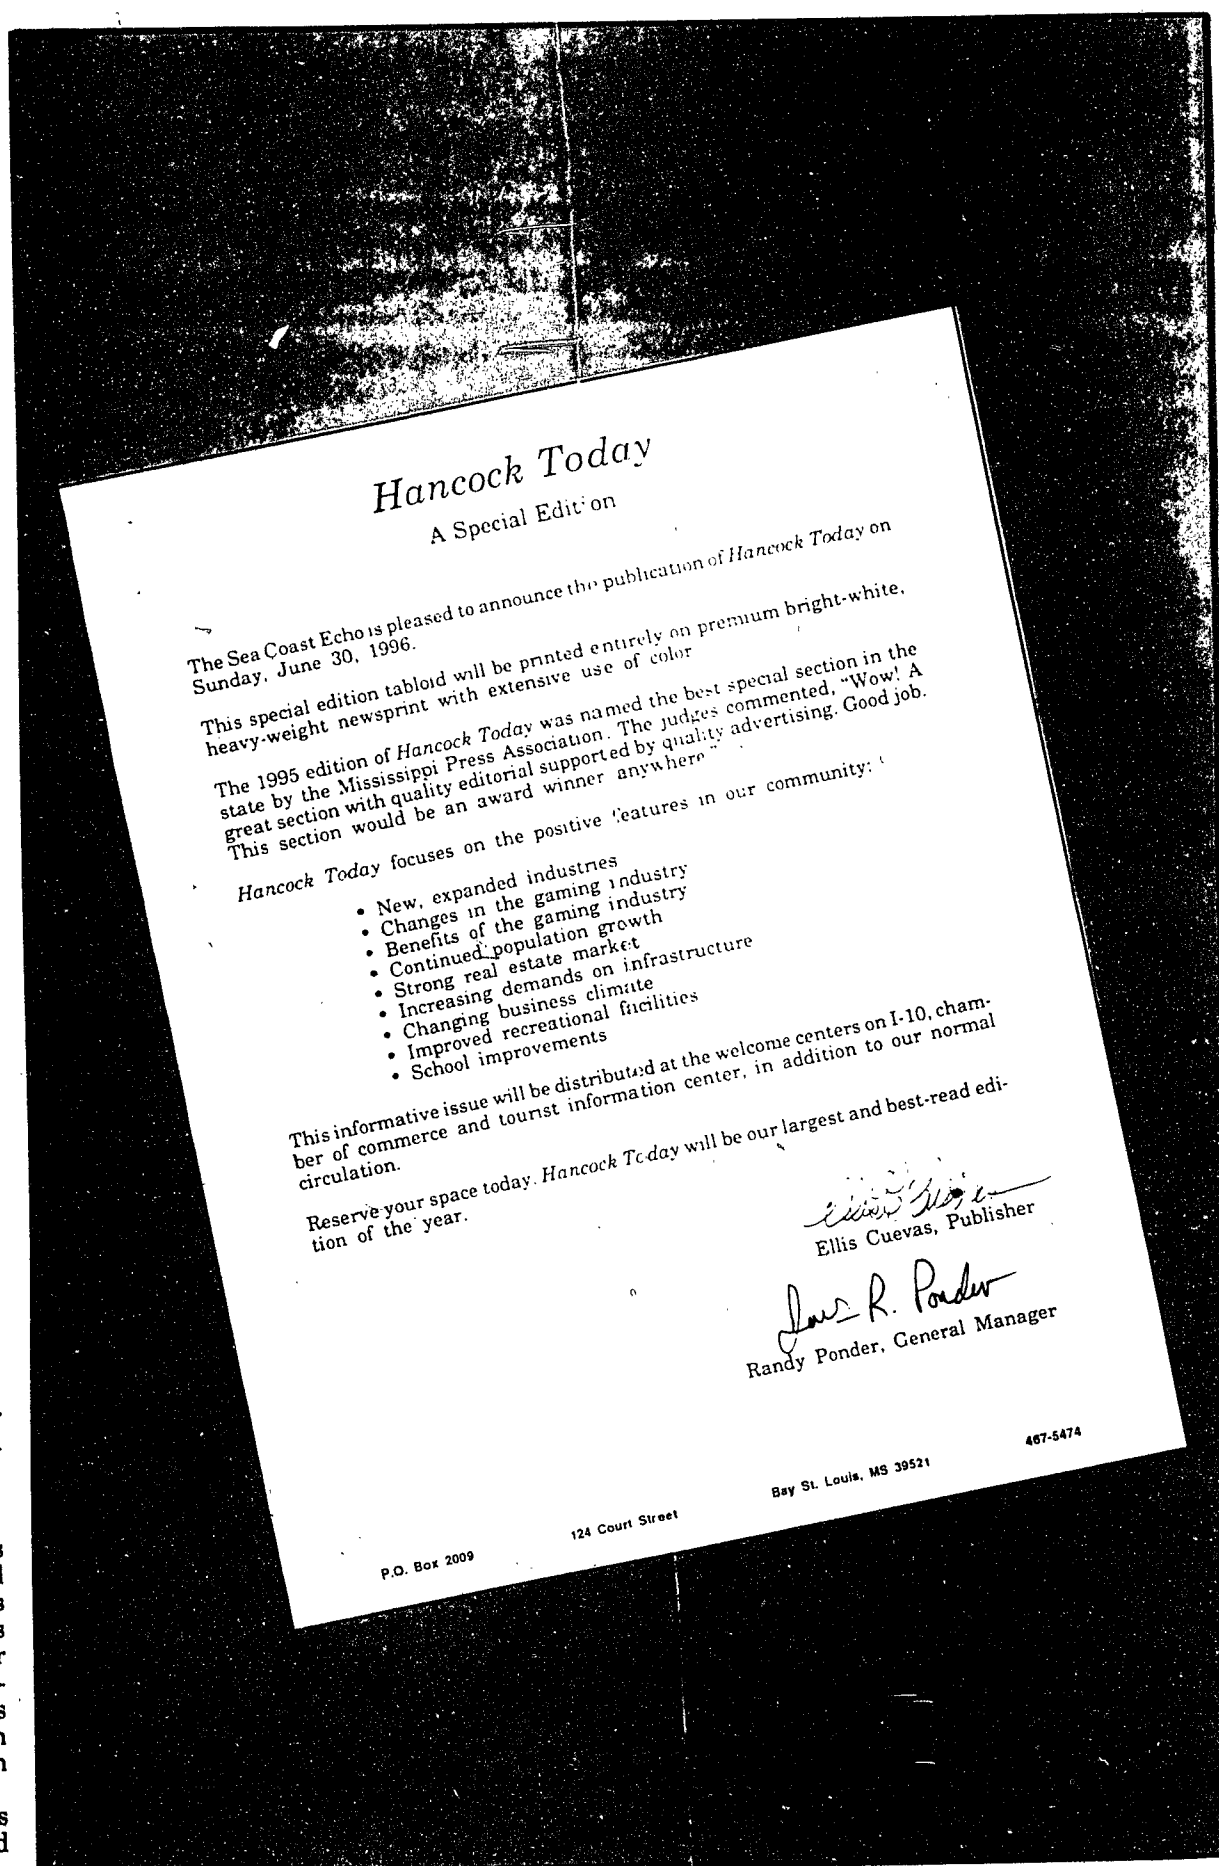 Hancock Today
A Special Edition
The Sea Coast Echo is pleased to announce the publication of Hancock Today on
Sunday, June 30, 1996.
This special edition tabloid will be printed entirely on premium bright-white,
heavy-weight newsprint with extensive use of color
The 1995 edition of Hancock Today was named the best special section in the
state by the Mississippi Press Association. The judges commented, "Wow! A
great section with quality editorial supported by quality advertising. Good job.
This section would be an award winner anywhere"
Hancock Today focuses on the positive features in our community:
• New, expanded industries
• Changes in the gaming industry
• Benefits of the gaming industry
• Continued population growth
• Strong real estate market
• Increasing demands on infrastructure
• Changing business climate
• Improved recreational facilities
• School improvements
This informative issue will be distributed at the welcome centers on I-10, cham-
ber of commerce and tourist information center, in addition to our normal
circulation.
Reserve your space today. Hancock Today will be our largest and best-read edi-
tion of the year.
Ellis Cuevas, Publisher
R. Ponder
Randy Ponder, General Manager
P.O. Box 2009 124 Court Street Bay St. Louis, MS 39521 467-5474